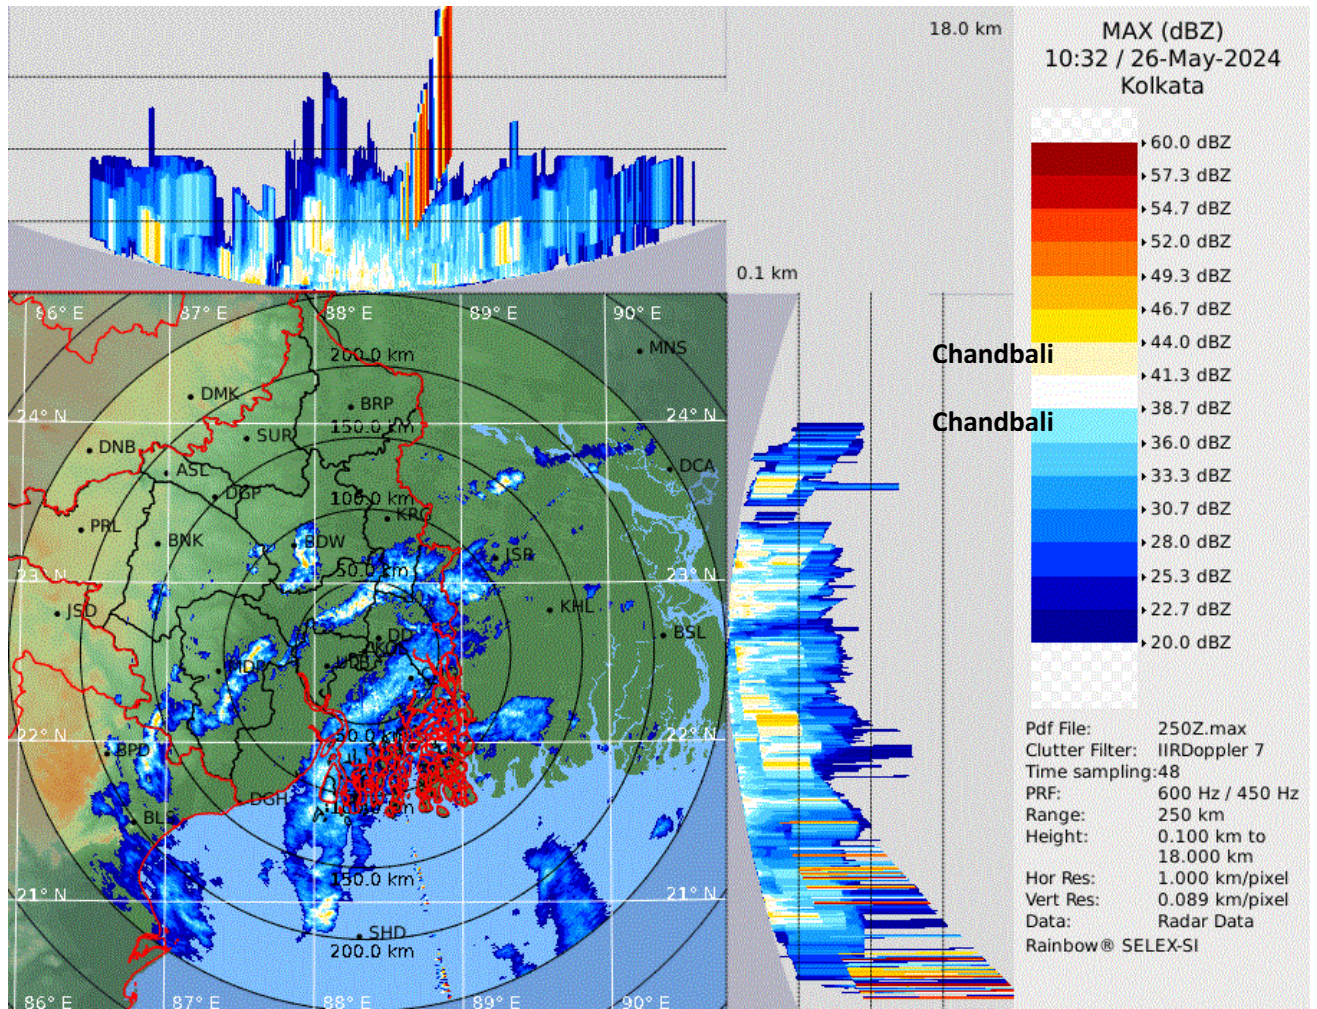 18.0 km
0.1 km
MAX (dBZ)
10:32 / 26-May-2024
Kolkata
60.0 dBZ
57.3 dBZ
54.7 dBZ
52.0 dBZ
49.3 dBZ
46.7 dBZ
44.0 dBZ
41.3 dBZ
38.7 dBZ
36.0 dBZ
33.3 dBZ
30.7 dBZ
28.0 dBZ
25.3 dBZ
22.7 dBZ
20.0 dBZ
Chandbali
Chandbali
Pdf File: 250Z.max
Clutter Filter: IIRDoppler 7
Time sampling:48
PRF: 600 Hz / 450 Hz
Range: 250 km
Height: 0.100 km to
18.000 km
Hor Res: 1.000 km/pixel
Vert Res: 0.089 km/pixel
Data: Radar Data
Rainbow® SELEX-SI
86° E 87° E 88° E 89° E 90° E
MNS
200.0 km
DMK
BRP
24° N 24° N
150.0 km
SUR
DNB
ASL
DCA
DGP
100.0 km
KRG
PRL
BNK
BDW
JSR
50.0 km
23° N 23° N
JSD
KHL
DD
BSL
MDP
50.0 km
22° N 22° N
BPD
DGH
BLS
150.0 km
21° N 21° N
SHD
200.0 km
86° E 87° E 88° E 89° E 90° E